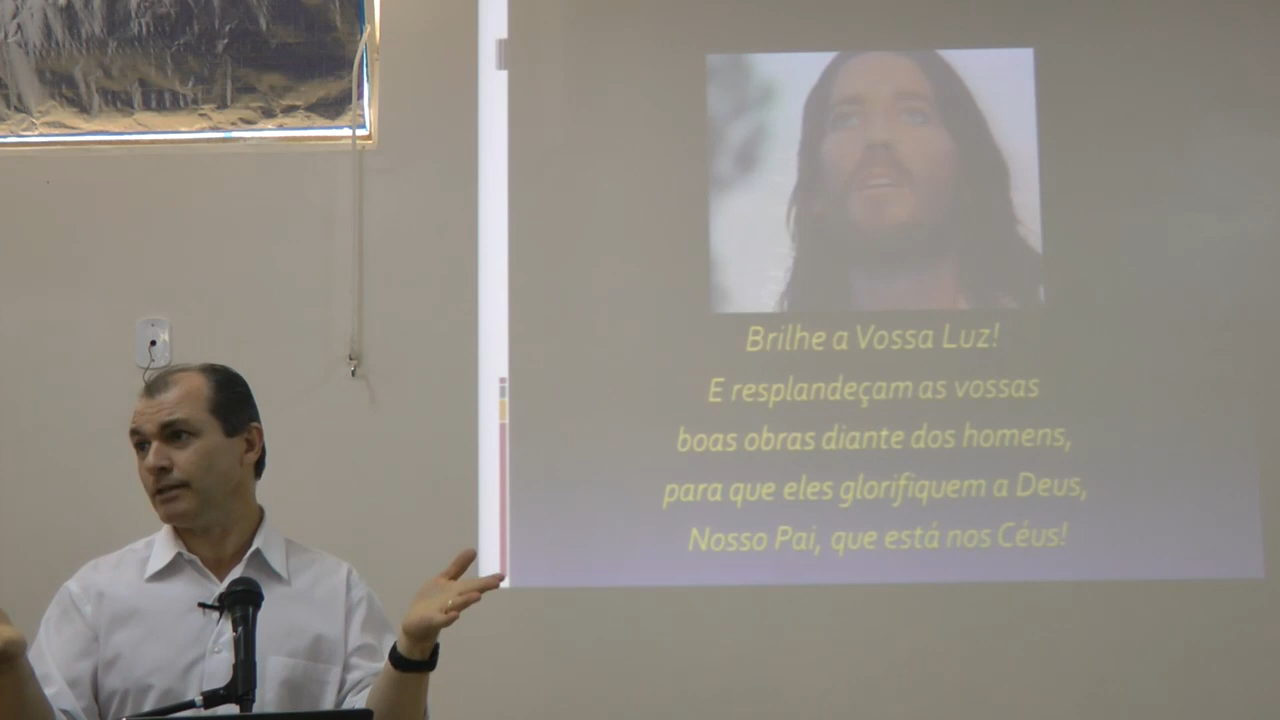 Brilhe a Vossa Luz!
E resplandeçam as vossas
boas obras diante dos homens,
para que eles glorifiquem a Deus,
Nosso Pai, que está nos Céus!